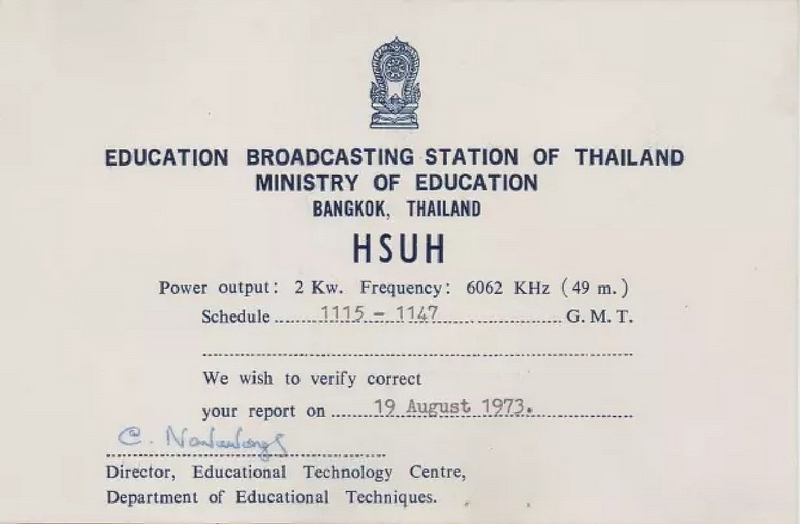 EDUCATION BROADCASTING STATION OF THAILAND
MINISTRY OF EDUCATION
BANGKOK, THAILAND
HSUH
Power output: 2 Kw. Frequency: 6062 KHz (49 m.)
Schedule ........1115 - 1147....................G. M. T.
We wish to verify correct
your report on .......19 August 1973.................
C.
Director, Educational Technology Centre,
Department of Educational Techniques.